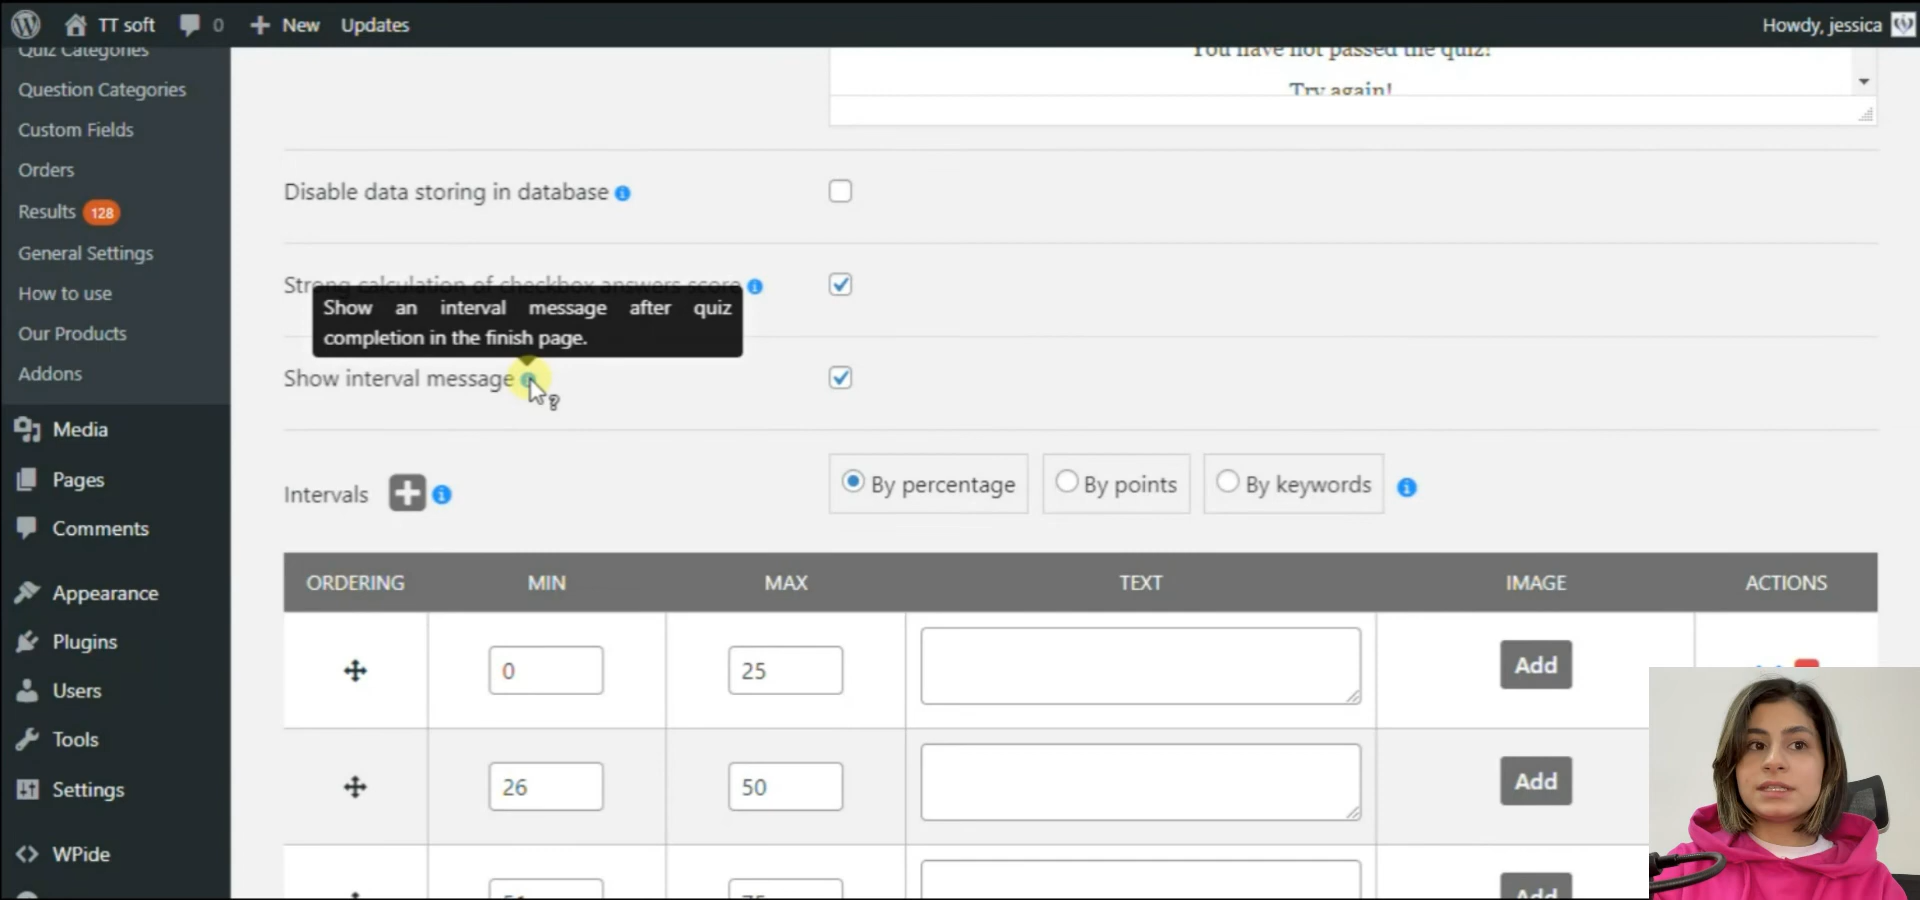 TT soft 0 New Updates Howdy, jessica
Quiz Categories
Question Categories
Custom Fields
Orders
Results 128
General Settings
How to use
Our Products
Addons
Media
Pages
Comments
Appearance
Plugins
Users
Tools
Settings
WPide
You have not passed the quiz!
Try again!
Disable data storing in database
Strong calculation of checkbox answers score
Show an interval message after quiz
completion in the finish page.
Show interval message
Intervals By percentage By points By keywords
ORDERING MIN MAX TEXT IMAGE ACTIONS
0 25 Add
26 50 Add
51 75 Add